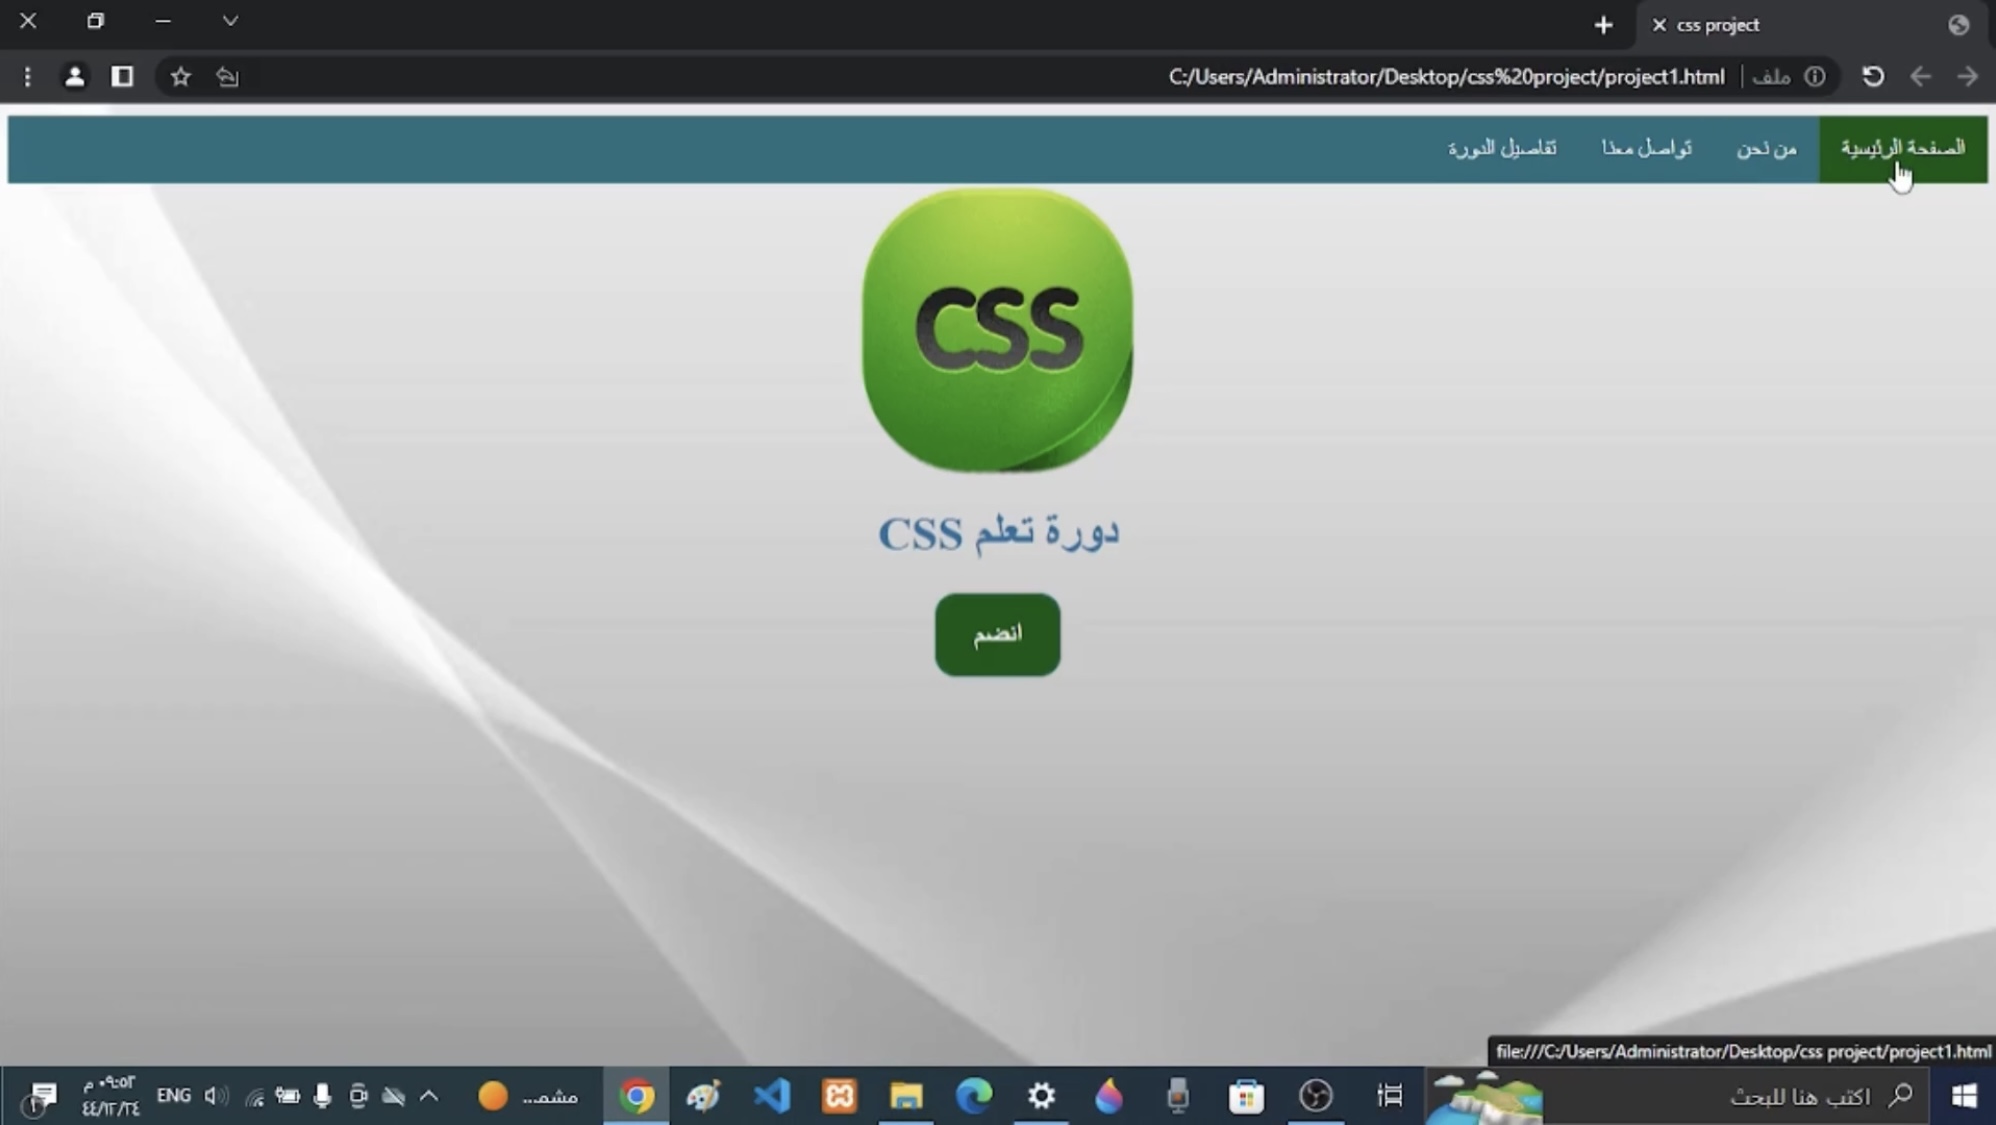 css project
C:/Users/Administrator/Desktop/css%20project/project1.html
ملف
الصفحة الرئيسية
من نحن
تواصل معنا
تفاصيل الدورة
CSS
دورة تعلم CSS
انضم
file:///C:/Users/Administrator/Desktop/css project/project1.html
اكتب هنا للبحث
مشمـ...
ENG
٠٩:٥٢ م
٤٤/١٢/٢٤